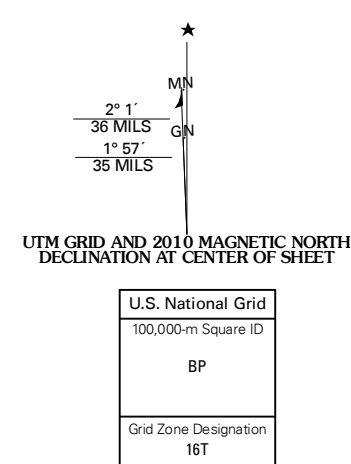 MN
2° 1´
36 MILS
GN
1° 57´
35 MILS
UTM GRID AND 2010 MAGNETIC NORTH
DECLINATION AT CENTER OF SHEET
U.S. National Grid
100,000-m Square ID
BP
Grid Zone Designation
16T